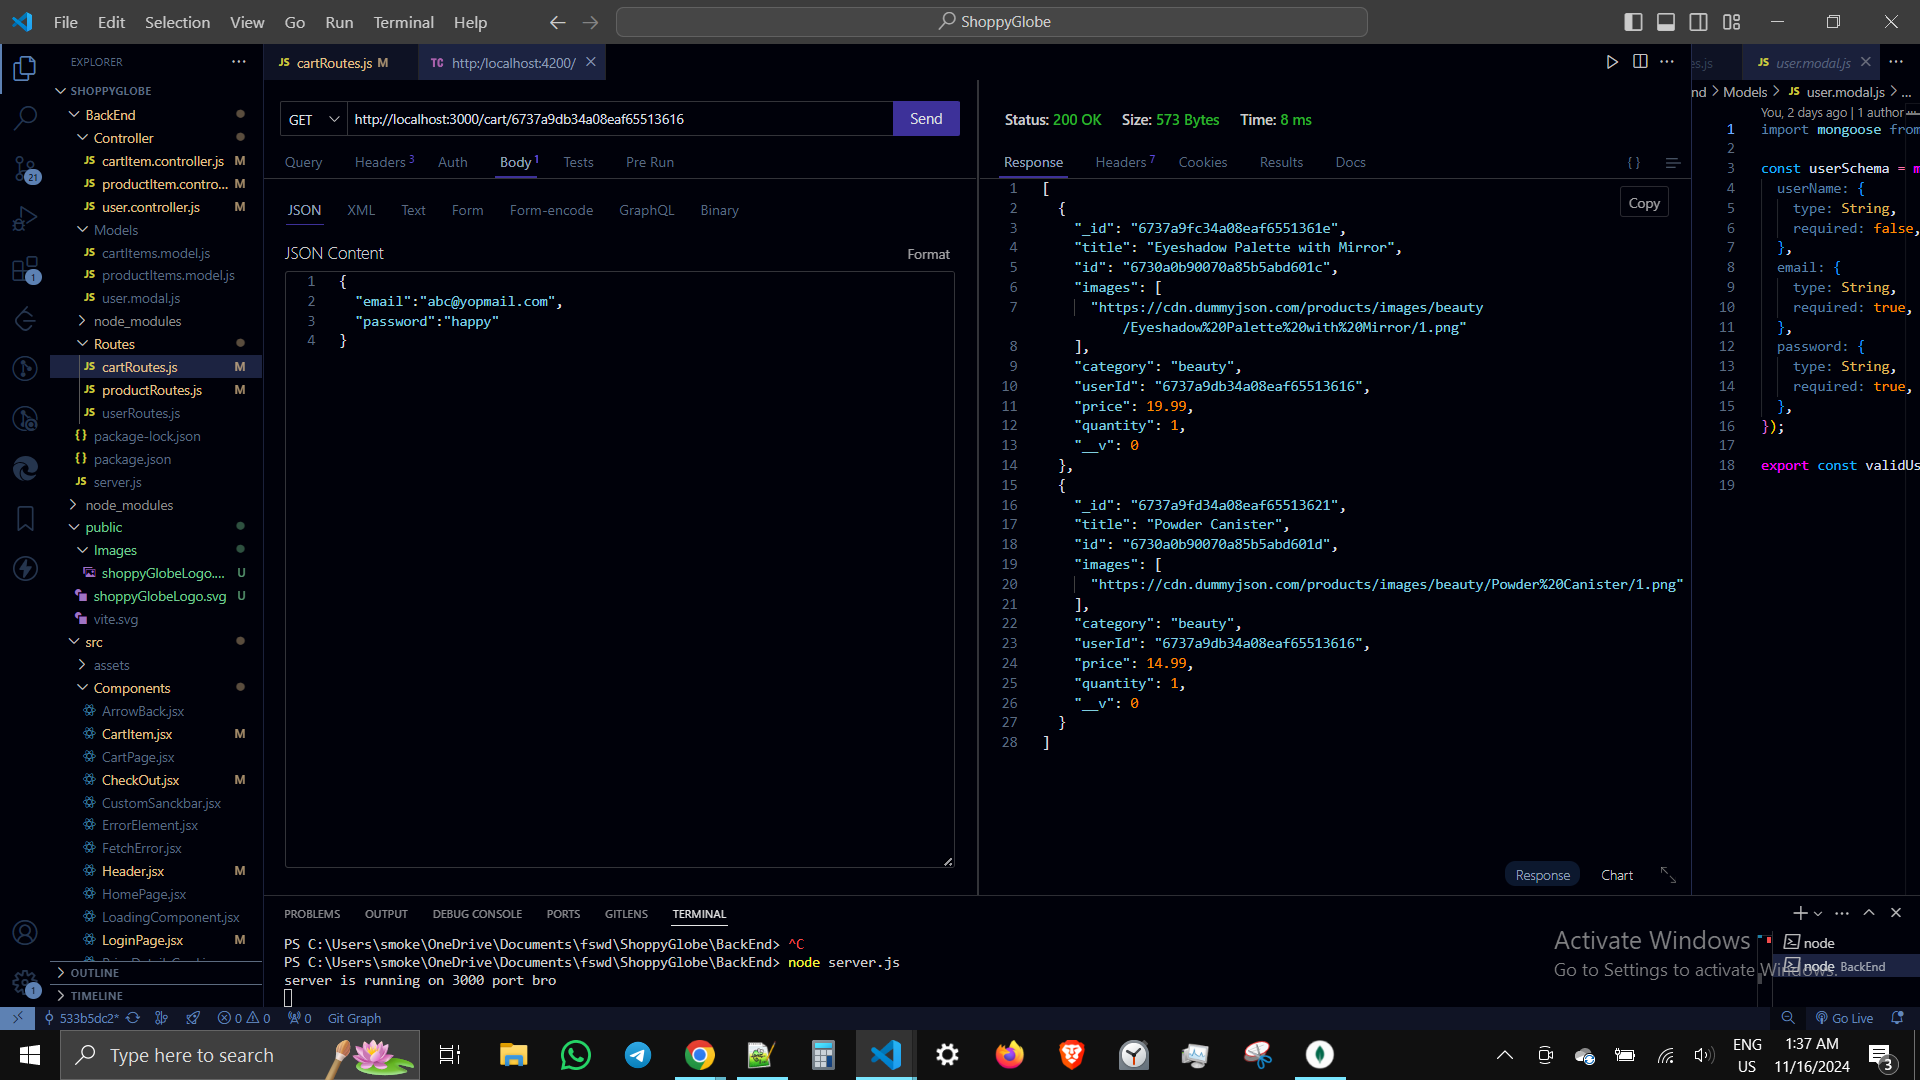 File Edit Selection View Go Run Terminal Help
ShoppyGlobe
EXPLORER
SHOPPYGLOBE
BackEnd
Controller
cartItem.controller.js M
productItem.contro... M
user.controller.js M
Models
cartItems.model.js
productItems.model.js
user.modal.js
node_modules
Routes
cartRoutes.js M
productRoutes.js M
userRoutes.js
package-lock.json
package.json
server.js
node_modules
public
Images
shoppyGlobeLogo.... U
shoppyGlobeLogo.svg U
vite.svg
src
assets
Components
ArrowBack.jsx
CartItem.jsx M
CartPage.jsx
CheckOut.jsx M
CustomSanckbar.jsx
ErrorElement.jsx
FetchError.jsx
Header.jsx M
HomePage.jsx
LoadingComponent.jsx
LoginPage.jsx M
OUTLINE
TIMELINE
21
1
1
JS cartRoutes.js M
TC http:/localhost:4200/
GET http://localhost:3000/cart/6737a9db34a08eaf65513616 Send
Query Headers 3 Auth Body 1 Tests Pre Run
JSON XML Text Form Form-encode GraphQL Binary
JSON Content Format
1 {
2 "email":"abc@yopmail.com",
3 "password":"happy"
4 }
Status: 200 OK Size: 573 Bytes Time: 8 ms
Response Headers 7 Cookies Results Docs { }
Copy
1 [
2 {
3 "_id": "6737a9fc34a08eaf6551361e",
4 "title": "Eyeshadow Palette with Mirror",
5 "id": "6730a0b90070a85b5abd601c",
6 "images": [
7 "https://cdn.dummyjson.com/products/images/beauty
/Eyeshadow%20Palette%20with%20Mirror/1.png"
8 ],
9 "category": "beauty",
10 "userId": "6737a9db34a08eaf65513616",
11 "price": 19.99,
12 "quantity": 1,
13 "__v": 0
14 },
15 {
16 "_id": "6737a9fd34a08eaf65513621",
17 "title": "Powder Canister",
18 "id": "6730a0b90070a85b5abd601d",
19 "images": [
20 "https://cdn.dummyjson.com/products/images/beauty/Powder%20Canister/1.png"
21 ],
22 "category": "beauty",
23 "userId": "6737a9db34a08eaf65513616",
24 "price": 14.99,
25 "quantity": 1,
26 "__v": 0
27 }
28 ]
Response Chart
es.js JS user.modal.js
nd > Models > JS user.modal.js > ...
You, 2 days ago | 1 author
1 import mongoose from
2
3 const userSchema =
4 userName: {
5 type: String,
6 required: false,
7 },
8 email: {
9 type: String,
10 required: true,
11 },
12 password: {
13 type: String,
14 required: true,
15 },
16 });
17
18 export const validUs
19
PROBLEMS OUTPUT DEBUG CONSOLE PORTS GITLENS TERMINAL
PS C:\Users\smoke\OneDrive\Documents\fswd\ShoppyGlobe\BackEnd> ^C
PS C:\Users\smoke\OneDrive\Documents\fswd\ShoppyGlobe\BackEnd> node server.js
server is running on 3000 port bro
node
node BackEnd
Activate Windows
Go to Settings to activate Windows.
533b5dc2* 0 0 0 Git Graph Go Live
Type here to search
ENG
US
1:37 AM
11/16/2024
3